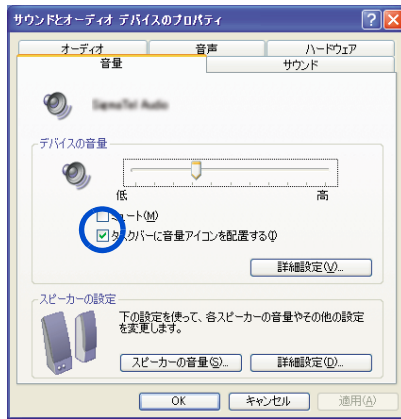 サウンドとオーディオ デバイスのプロパティ
オーディオ 音声 ハードウェア
音量 サウンド
デバイスの音量
低 高
ミュート(M)
タスクバーに音量アイコンを配置する(I)
詳細設定(V)...
スピーカーの設定
下の設定を使って、各スピーカーの音量やその他の設定
を変更します。
スピーカーの音量(S)... 詳細設定(D)...
OK キャンセル 適用(A)